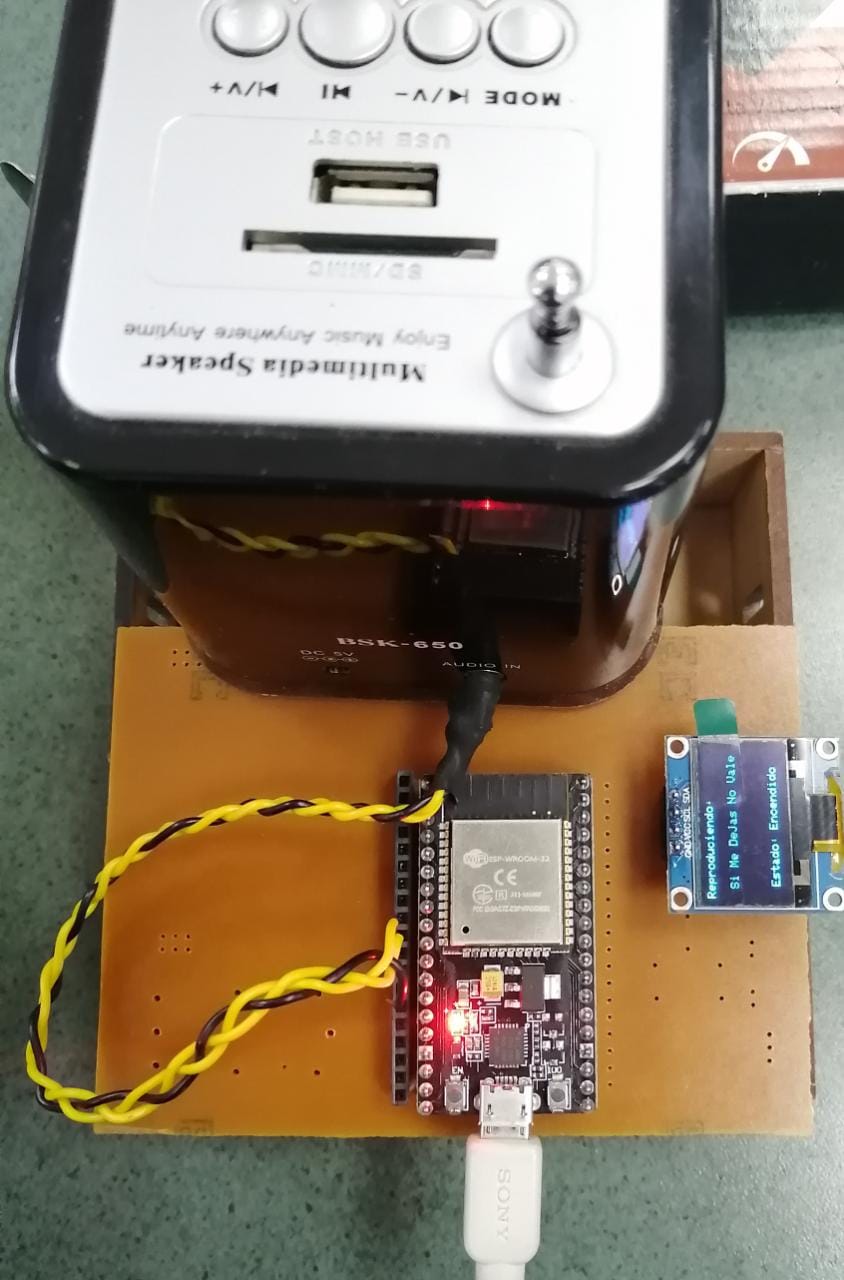 V+/▶|
▶||
V-/|◀
MODE
USB HOST
SD/MMC
Enjoy Music Anywhere Anytime
Multimedia Speaker
BSK-650
DC 5V
AUDIO IN
GND VCC SCL SDA
Reproduciendo:
Si Me Dejas No Vale
Estado: Encendido
WiFi ESP-WROOM-32
CE
EN
SONY